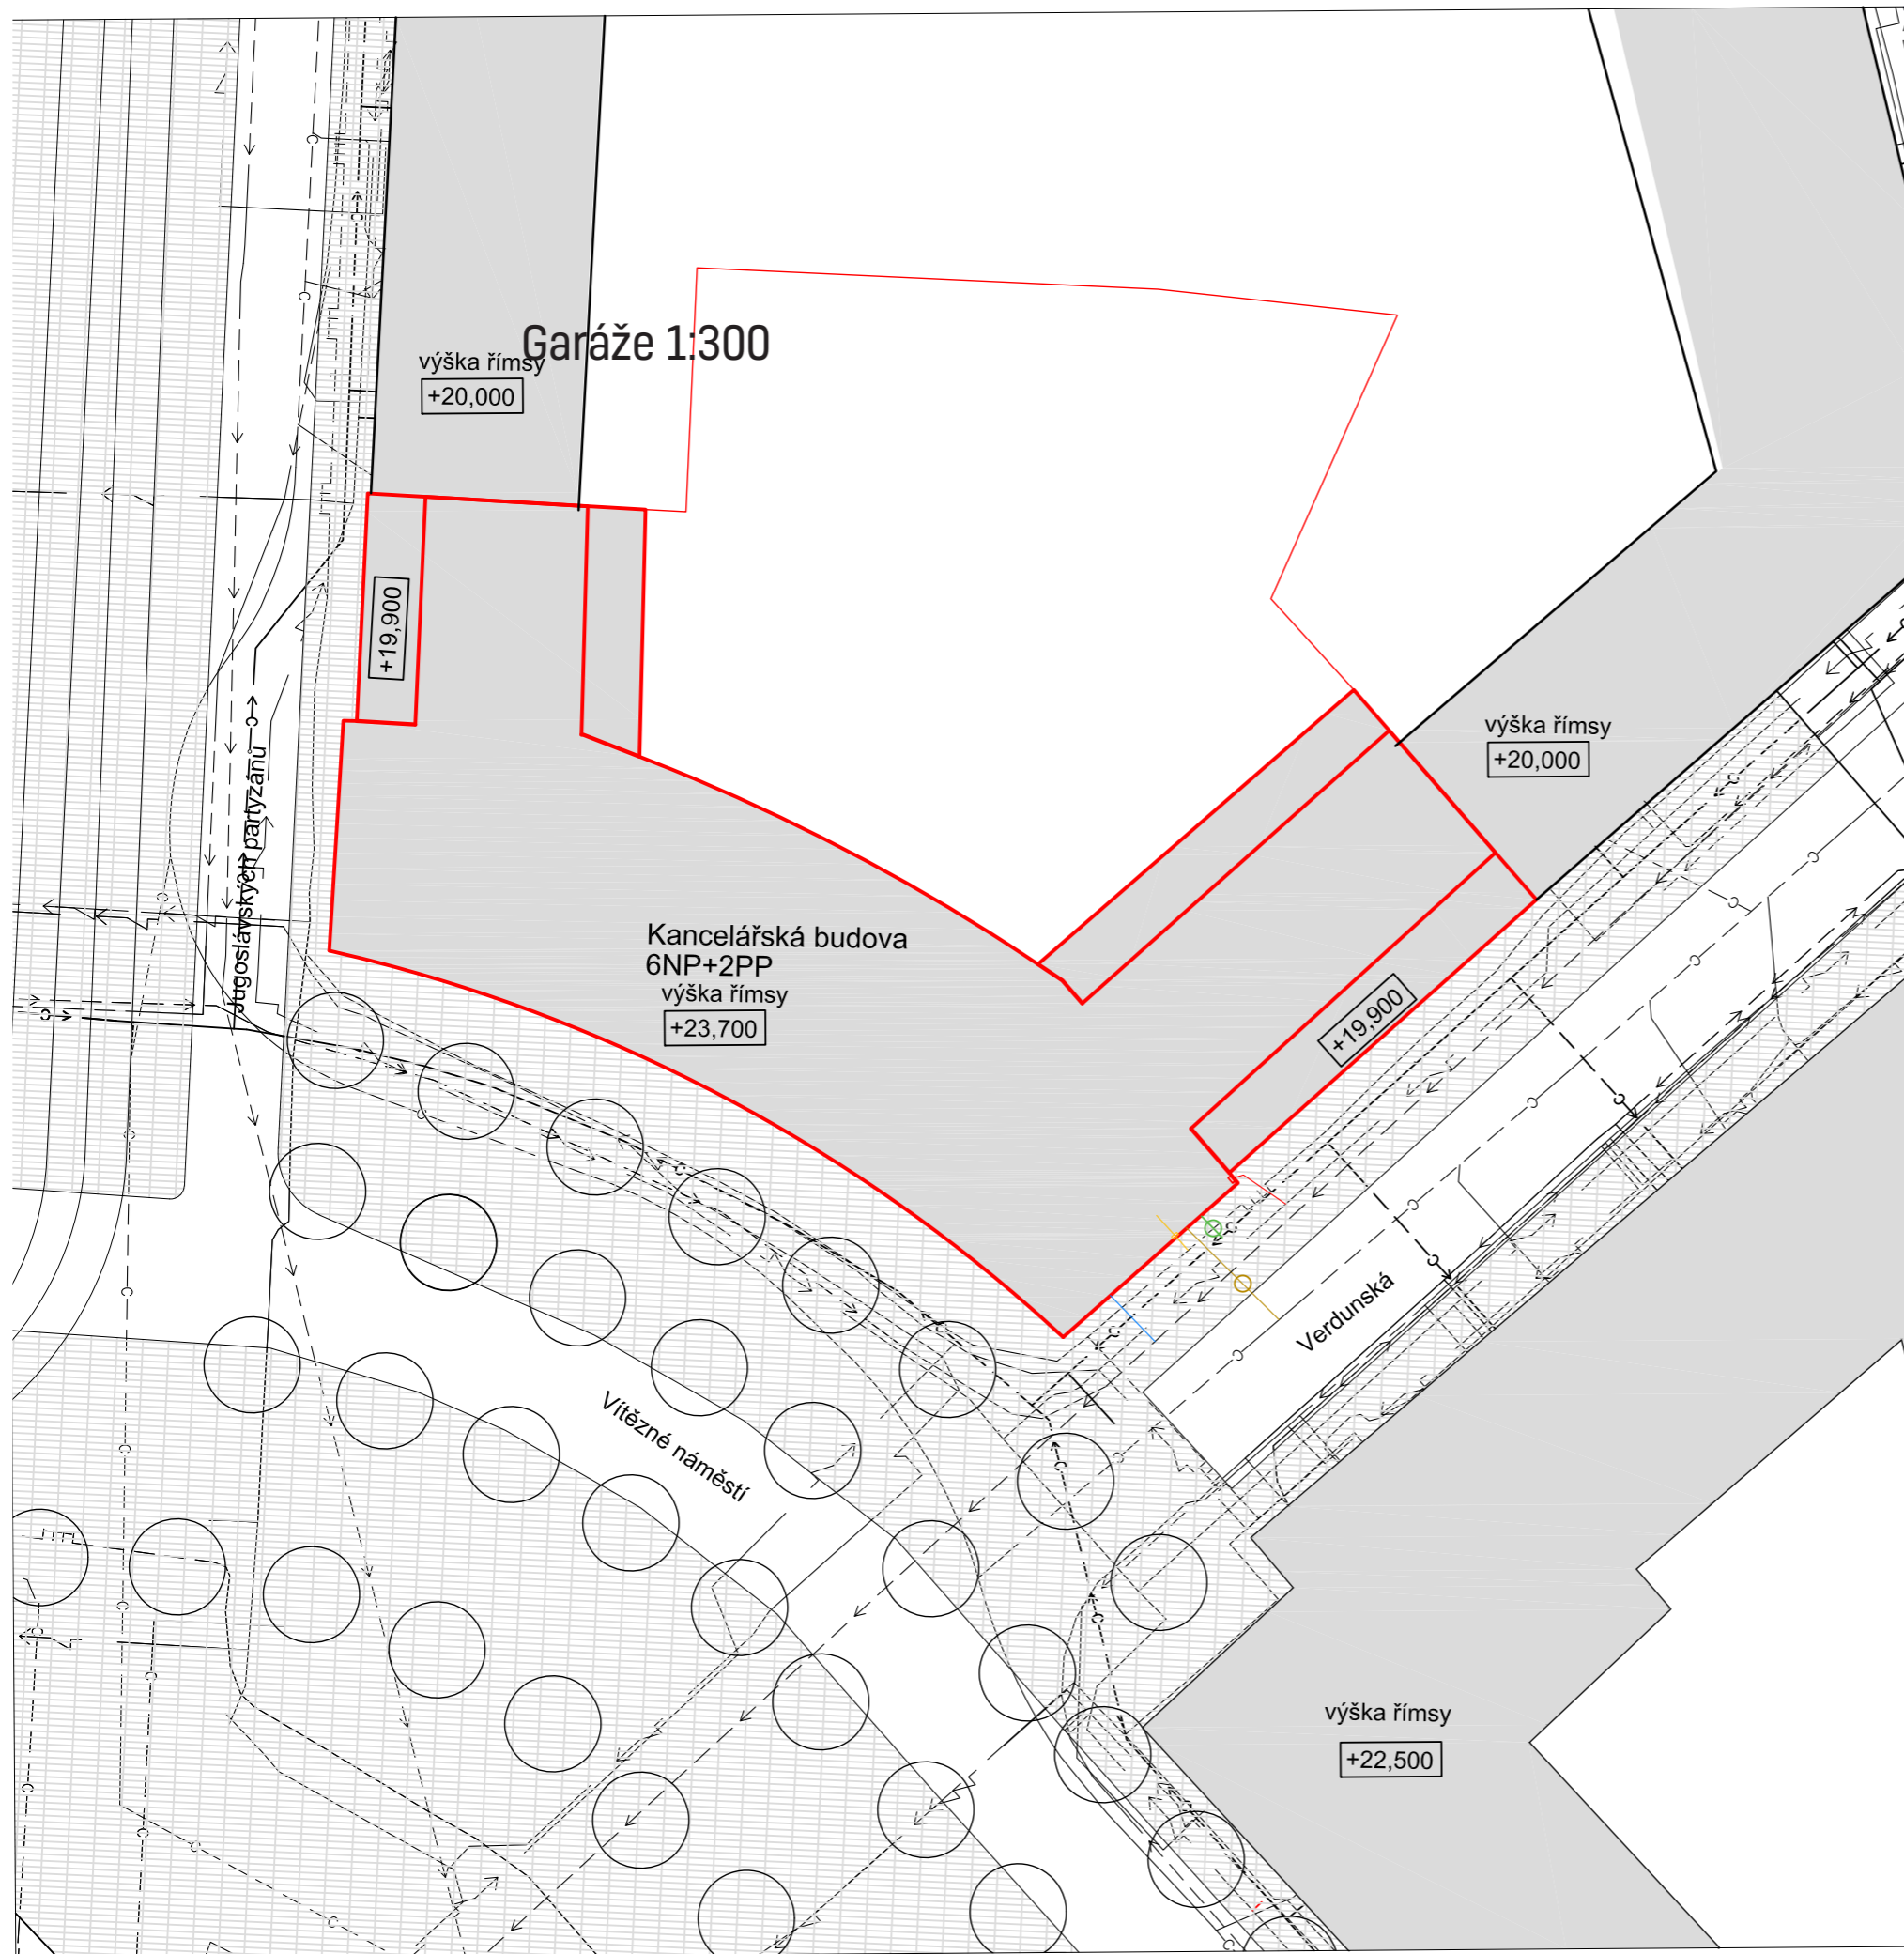 Garáže 1:300
výška římsy
+20,000
+19,900
výška římsy
+20,000
Jugoslávských partyzánů
Kancelářská budova
6NP+2PP
výška římsy
+23,700
+19,900
Verdunská
Vítězné náměstí
výška římsy
+22,500